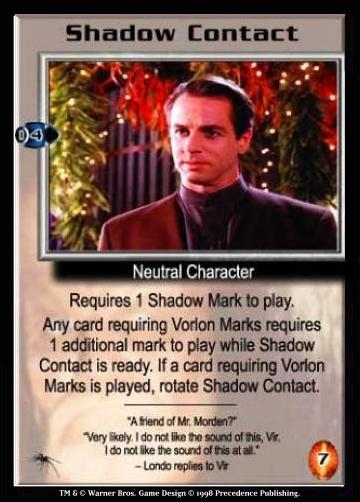 Shadow Contact
4
Neutral Character
Requires 1 Shadow Mark to play.
Any card requiring Vorlon Marks requires
1 additional mark to play while Shadow
Contact is ready. If a card requiring Vorlon
Marks is played, rotate Shadow Contact.
"A friend of Mr. Morden?"
"Very likely. I do not like the sound of this, Vir.
I do not like the sound of this at all."
– Londo replies to Vir
7
TM & © Warner Bros. Game Design © 1998 Precedence Publishing.